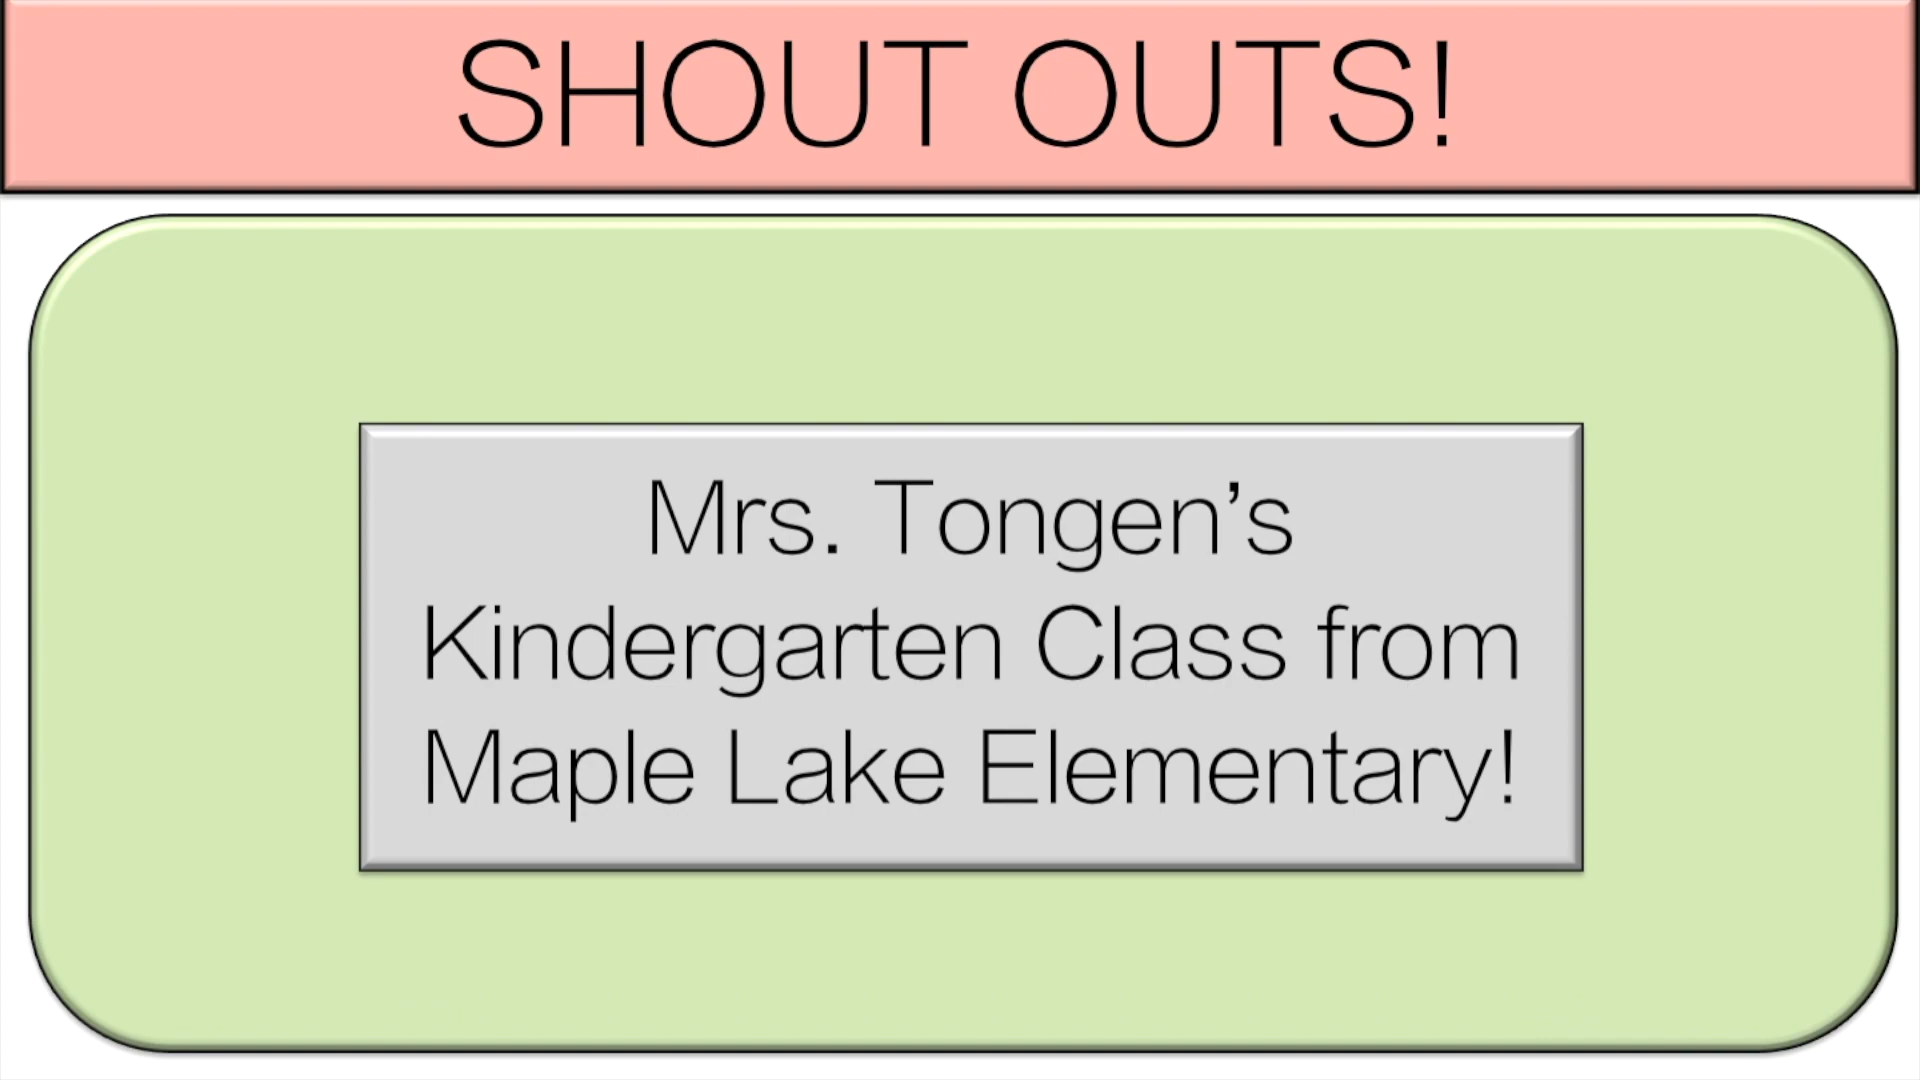 SHOUT OUTS!
Mrs. Tongen’s
Kindergarten Class from
Maple Lake Elementary!